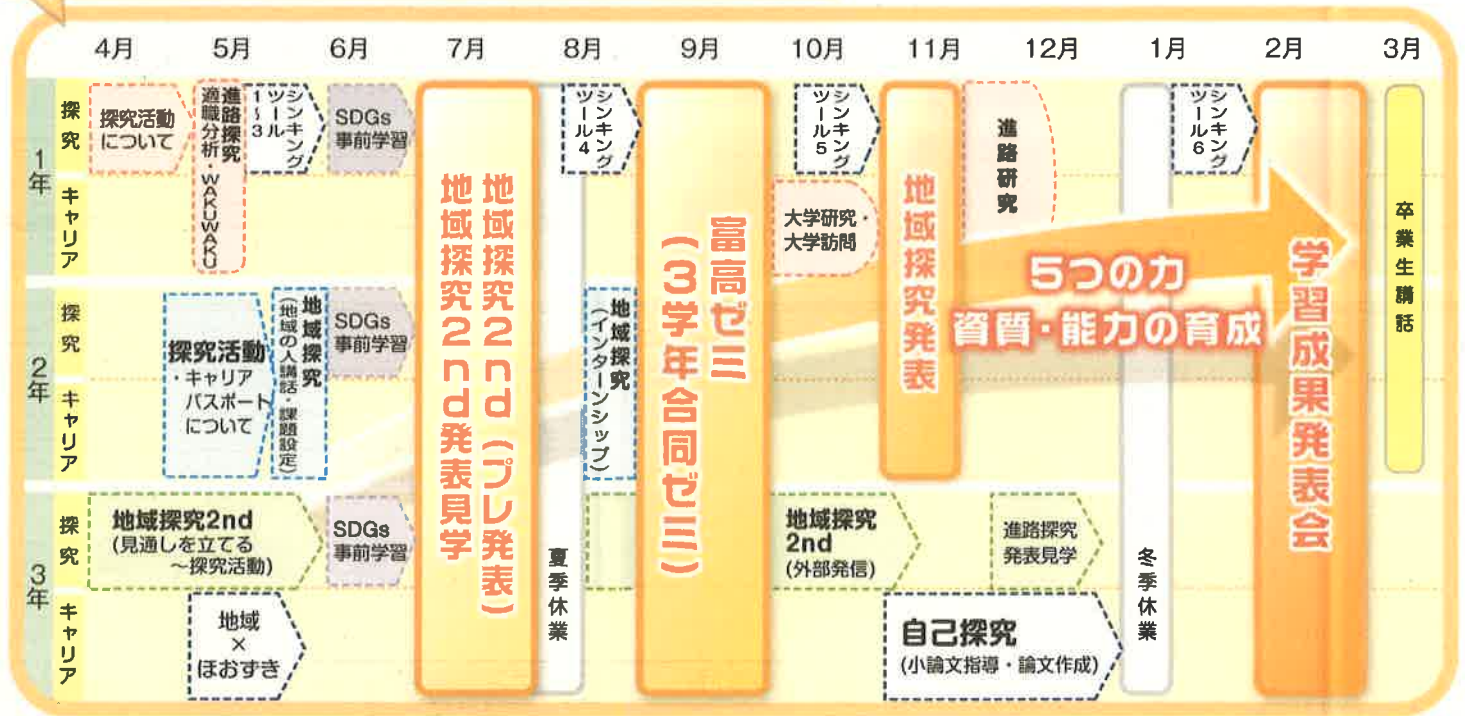 4月 5月 6月 7月 8月 9月 10月 11月 12月 1月 2月 3月
1年
探究
キャリア
探究活動
について
進路探究
適職分析・WAKUWAKU
シンキング
ツール
1～3
SDGs
事前学習
シンキング
ツール4
シンキング
ツール5
大学研究・
大学訪問
進路研究
シンキング
ツール6
2年
探究
キャリア
探究活動
・キャリア
パスポート
について
地域探究
(地域の人講話・課題設定)
SDGs
事前学習
地域探究
(インターンシップ)
3年
探究
キャリア
地域探究2nd
(見通しを立てる
～探究活動)
SDGs
事前学習
地域
×
ほおずき
地域探究
2nd
(外部発信)
進路探究
発表見学
自己探究
(小論文指導・論文作成)
地域探究2nd(プレ発表)
地域探究2nd発表見学
夏季休業
富高ゼミ
(3学年合同ゼミ)
地域探究発表
5つの力
資質・能力の育成
冬季休業
学習成果発表会
卒業生講話